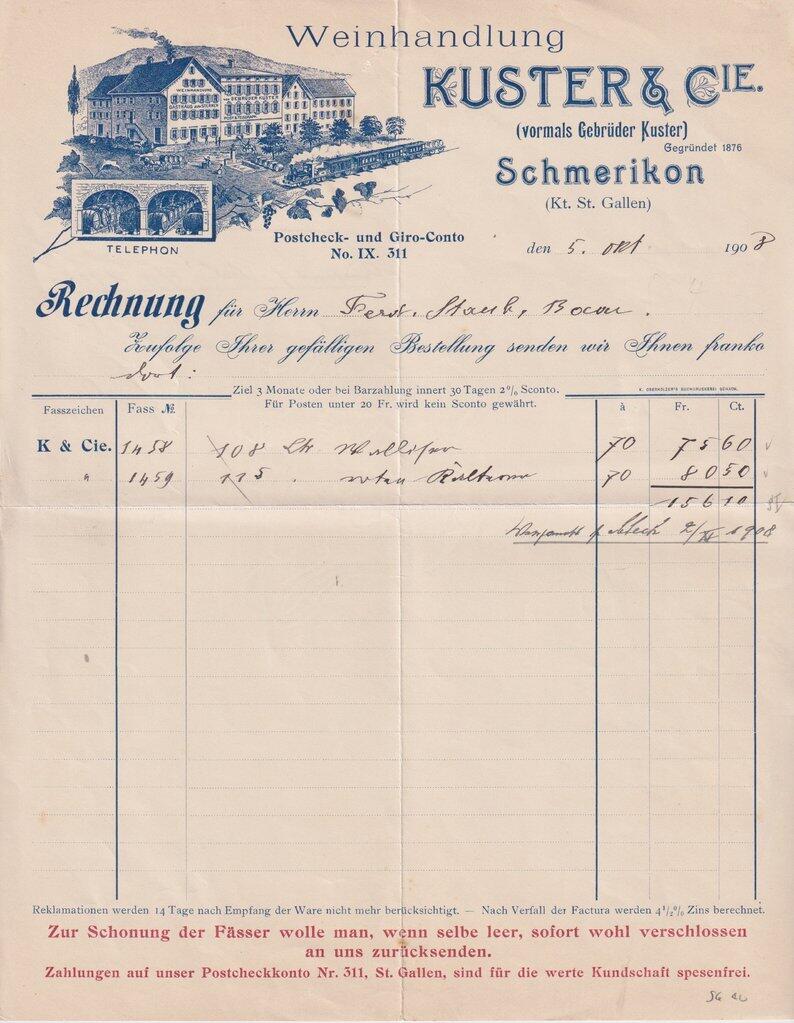 Weinhandlung
KUSTER & CIE.
(vormals Gebrüder Kuster)
Gegründet 1876
Schmerikon
(Kt. St. Gallen)
WEINHANDLUNG
GEBRÜDER KUSTER
TELEPHON
Postcheck- und Giro-Conto
No. IX. 311
den 5. Okt. 1908
Rechnung für Herrn Ferd. Staub,
Zufolge Ihrer gefälligen Bestellung senden wir Ihnen franko
dort:
Ziel 3 Monate oder bei Barzahlung innert 30 Tagen 2% Sconto.
Für Posten unter 20 Fr. wird kein Sconto gewährt.
Fasszeichen Fass No. à Fr. Ct.
K & Cie. 1458 108 Ltr 70 75 60
" 1459 115 " 70 80 50
156 10
1908
Reklamationen werden 14 Tage nach Empfang der Ware nicht mehr berücksichtigt. — Nach Verfall der Factura werden 4½% Zins berechnet.
Zur Schonung der Fässer wolle man, wenn selbe leer, sofort wohl verschlossen
an uns zurücksenden.
Zahlungen auf unser Postcheckkonto Nr. 311, St. Gallen, sind für die werte Kundschaft spesenfrei.